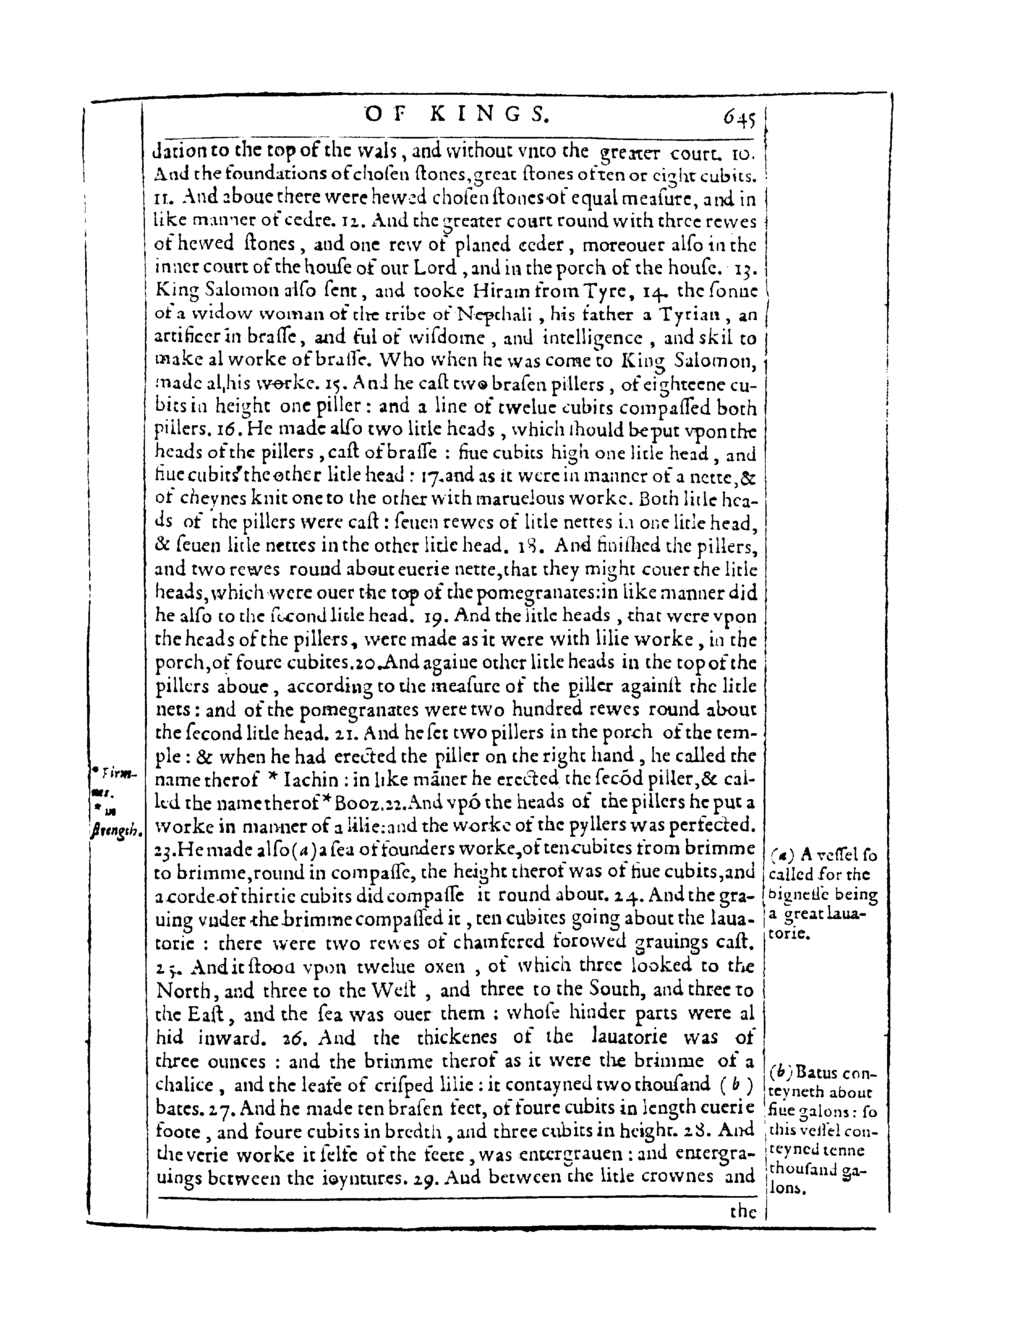 OF KINGS. 645
dation to the top of the wals, and without vnto the greater court. 10.
And the foundations of chosen stones, great stones of ten or eight cubits.
11. And aboue there were hewed chosen stones of equal measure, and in
like manner of cedre. 12. And the greater court round with three rewes
of hewed stones, and one rew of planed ceder, moreouer also in the
inner court of the house of our Lord, and in the porch of the house. 13.
King Salomon also sent, and tooke Hiram from Tyre, 14. the sonne
of a widow woman of the tribe of Nepthali, his father a Tyrian, an
artificer in brasse, and ful of wisdome, and intelligence, and skil to
make al worke of brasse. Who when he was come to King Salomon,
made al his worke. 15. And he cast two brasen pillers, of eighteene cu-
bits in height one piller: and a line of twelue cubits compassed both
pillers. 16. He made also two litle heads, which should be put vpon the
heads of the pillers, cast of brasse: fiue cubits high one litle head, and
fiue cubits the other litle head: 17. and as it were in manner of a nette, &
of cheynes knit one to the other with maruelous worke. Both litle hea-
ds of the pillers were cast: seuen rewes of litle nettes in one litle head,
& seuen litle nettes in the other litle head. 18. And finished the pillers,
and two rewes round about euerie nette, that they might couer the litle
heads, which were ouer the top of the pomegranates: in like manner did
he also to the second litle head. 19. And the litle heads, that were vpon
the heads of the pillers, were made as it were with lilie worke, in the
porch, of foure cubites. 20. And againe other litle heads in the top of the
pillers aboue, according to the measure of the piller against the litle
nets: and of the pomegranates were two hundred rewes round about
the second litle head. 21. And he set two pillers in the porch of the tem-
ple: & when he had erected the piller on the right hand, he called the
name therof * Iachin: in like mãner he erected the secõd piller, & cal-
led the name therof * Booz. 22. And vpõ the heads of the pillers he put a
worke in manner of a lilie: and the worke of the pyllers was perfected.
23. He made also (a) a sea of founders worke, of ten cubites from brimme
to brimme, round in compasse, the height therof was of fiue cubits, and
a corde of thirtie cubits did compasse it round about. 24. And the gra-
uing vnder the brimme compassed it, ten cubites going about the laua-
torie: there were two rewes of chamfered forowed grauings cast.
25. And it stood vpon twelue oxen, of which three looked to the
North, and three to the West, and three to the South, and three to
the East, and the sea was ouer them: whose hinder parts were al
hid inward. 26. And the thickenes of the lauatorie was of
three ounces: and the brimme therof as it were the brimme of a
chalice, and the leafe of crisped lilie: it contayned two thousand (b)
bates. 27. And he made ten brasen feet, of foure cubits in length euerie
foote, and foure cubits in bredth, and three cubits in height. 28. And
the verie worke it selfe of the feete, was entergrauen: and entergra-
uings between the ioyntures. 29. And between the litle crownes and
the
* Firm-
nes.
* in
strength.
(a) A vessel so
called for the
bignesse being
a great laua-
torie.
(b) Batus con-
teyneth about
fiue galons: so
this vessel con-
teyned tenne
thousand ga-
lons.